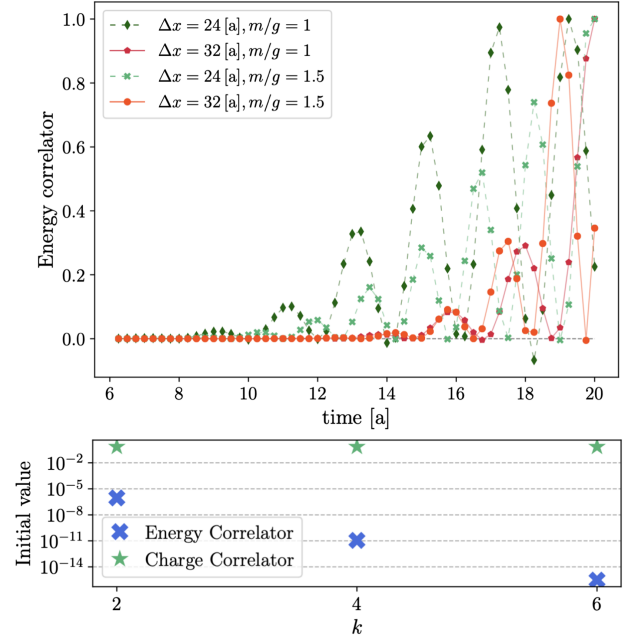 1.0
0.8
0.6
0.4
0.2
0.0
Energy correlator
Δx = 24 [a], m/g = 1
Δx = 32 [a], m/g = 1
Δx = 24 [a], m/g = 1.5
Δx = 32 [a], m/g = 1.5
6 8 10 12 14 16 18 20
time [a]
10⁻²
10⁻⁵
10⁻⁸
10⁻¹¹
10⁻¹⁴
Initial value
Energy Correlator
Charge Correlator
2 4 6
k